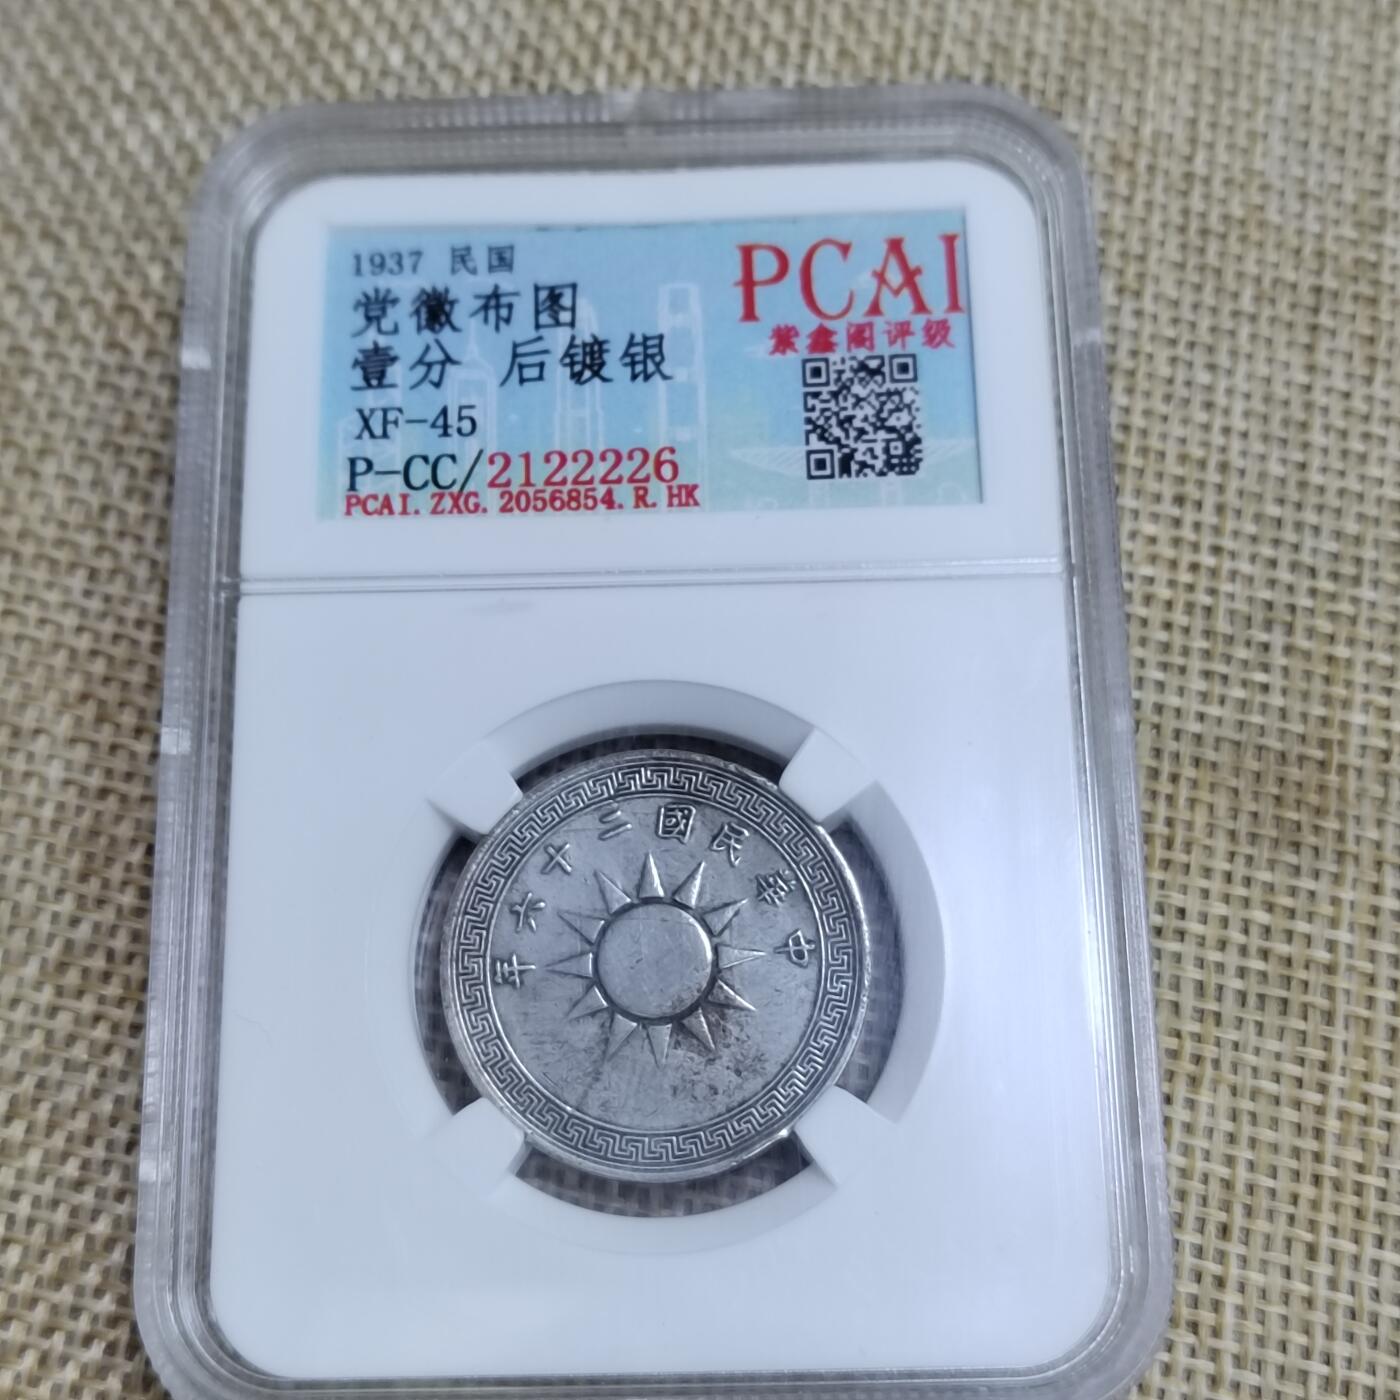 1937 民国
党徽布图
壹分 后镀银
XF-45
P-CC/2122226
PCAI.ZXG.2056854.R.HK
PCAI
紫鑫阁评级
中華民國二十六年